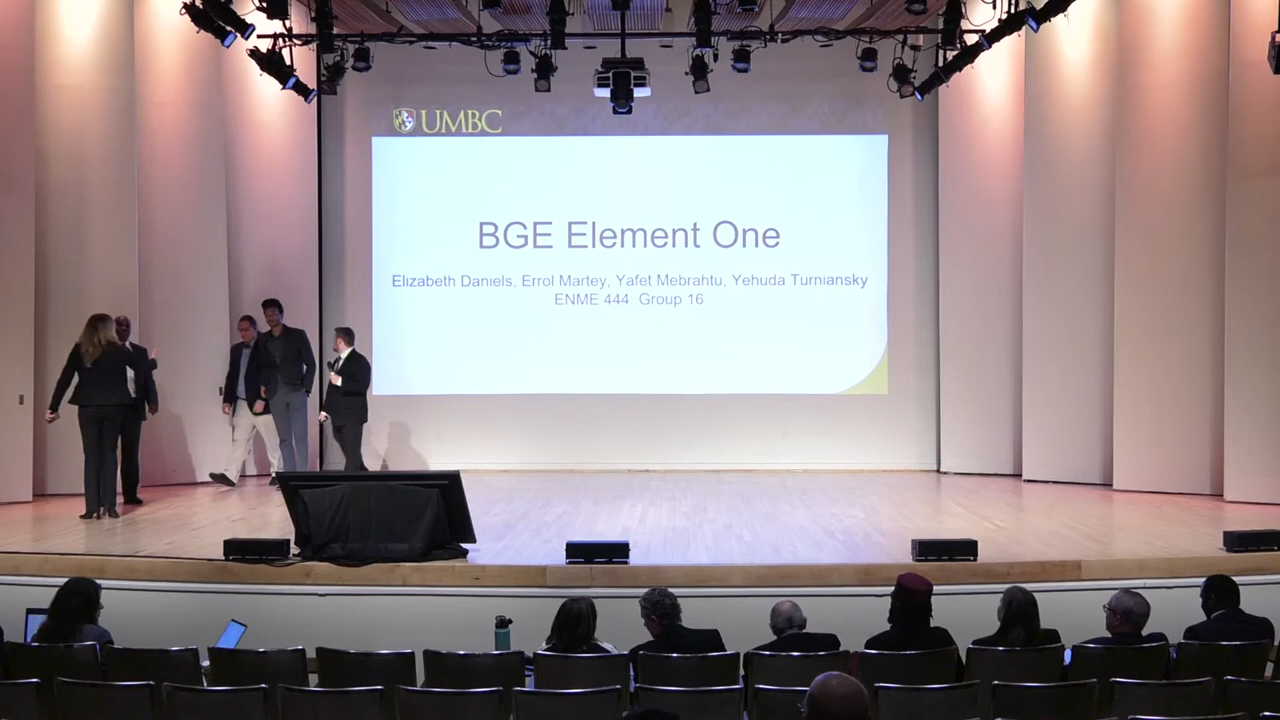 UMBC
BGE Element One
Elizabeth Daniels, Errol Martey, Yafet Mebrahtu, Yehuda Turniansky
ENME 444: Group 16